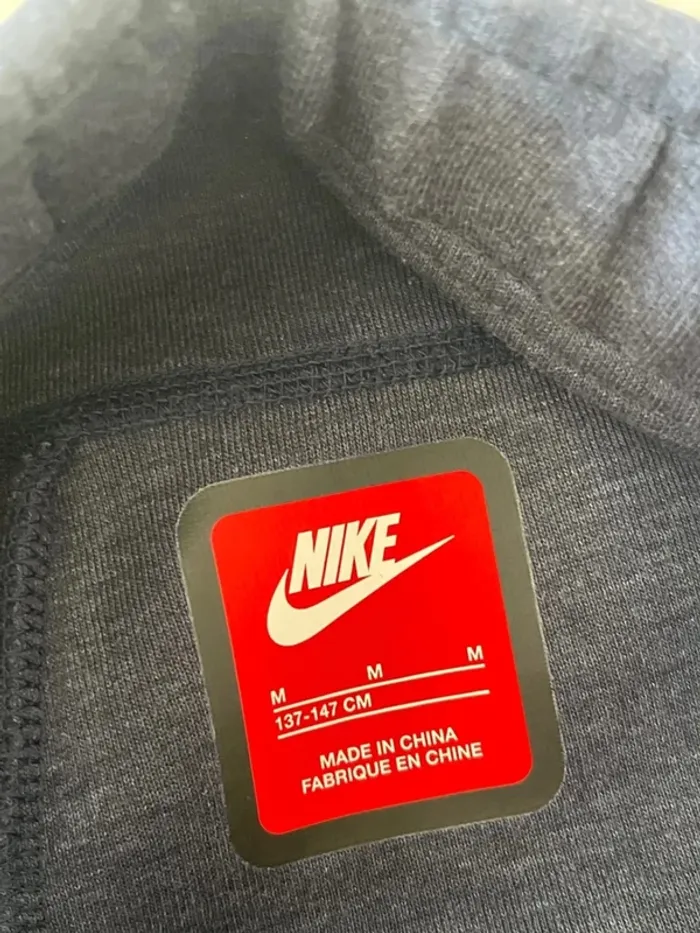 NIKE
M M M
137-147 CM
MADE IN CHINA
FABRIQUE EN CHINE